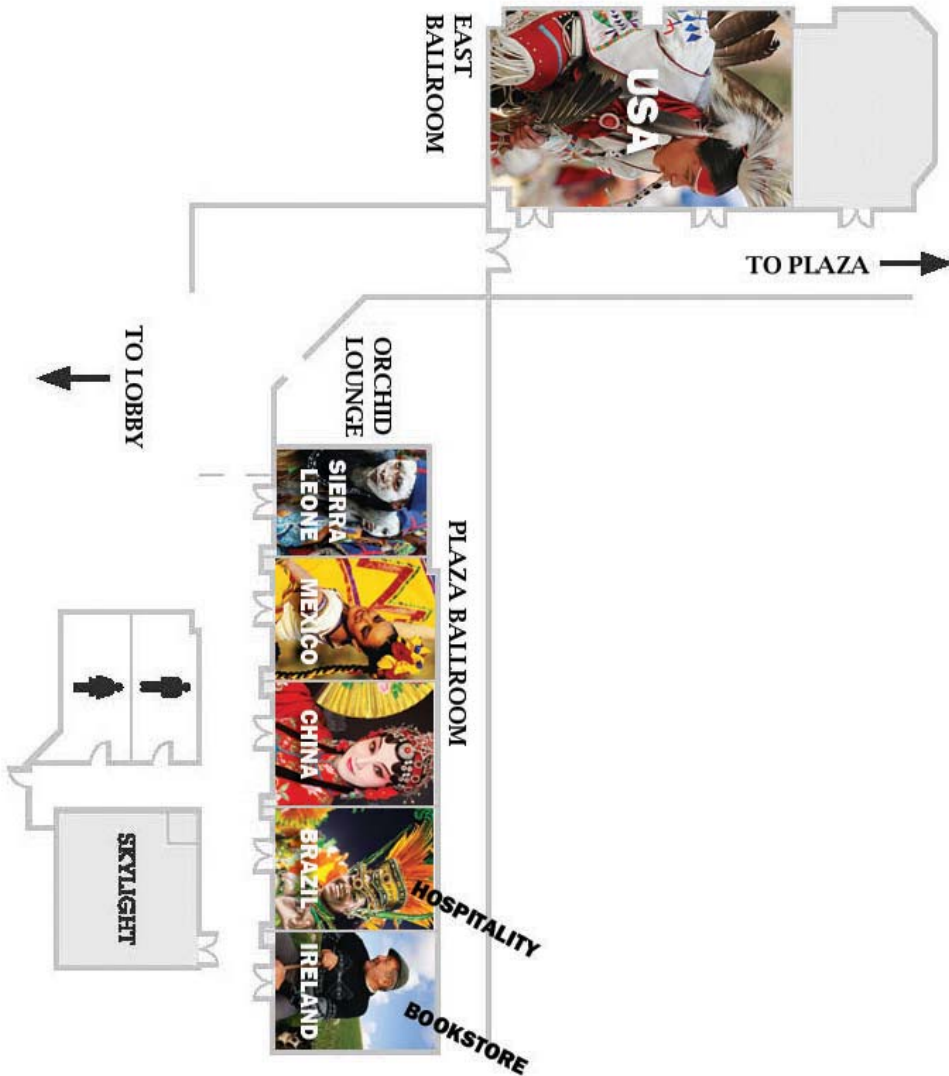 EAST
BALLROOM
USA
TO PLAZA
TO LOBBY
ORCHID
LOUNGE
PLAZA BALLROOM
SIERRA
LEONE
MEXICO
CHINA
BRAZIL
HOSPITALITY
IRELAND
BOOKSTORE
SKYLIGHT